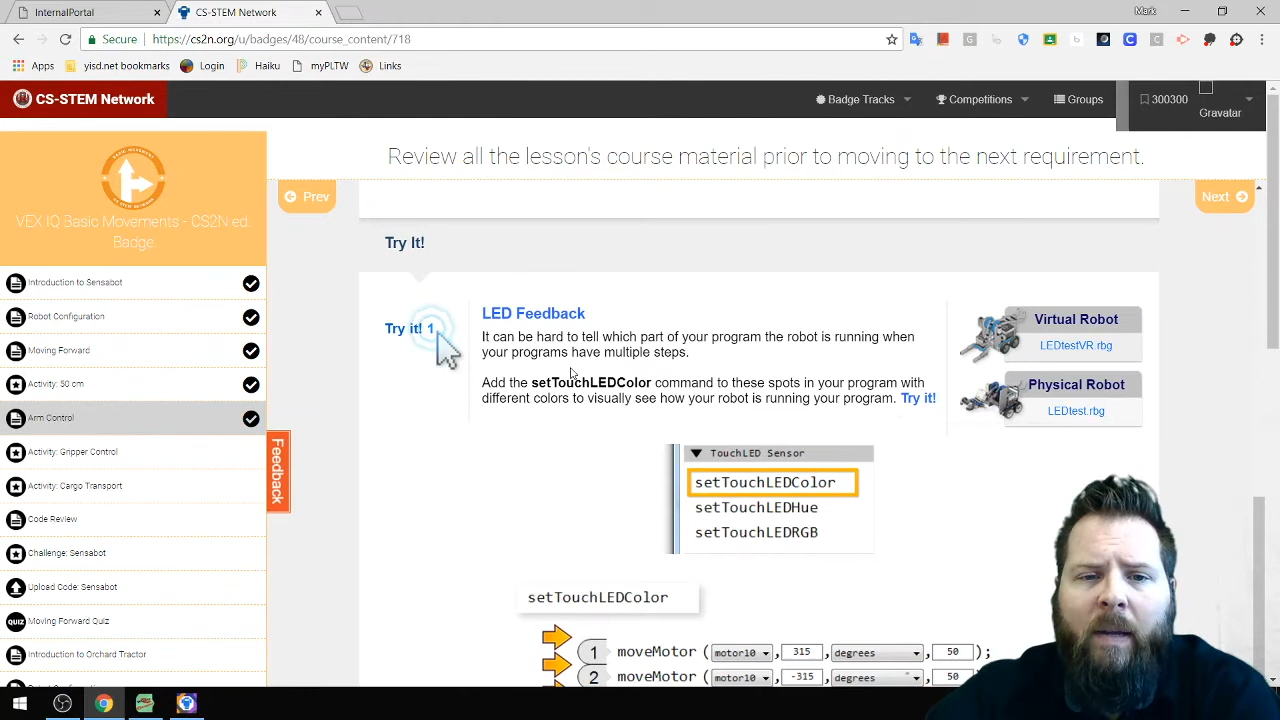 InternalPortal
CS-STEM Network
Mark
Secure
https://cs2n.org/u/badges/48/course_content/718
Apps
yisd.net bookmarks
Login
Haiku
myPLTW
Links
CS-STEM Network
Badge Tracks
Competitions
Groups
300300
Gravatar
VEX IQ Basic Movements - CS2N ed.
Badge
Introduction to Sensabot
Robot Configuration
Moving Forward
Activity: 50 cm
Arm Control
Activity: Gripper Control
Activity: Cargo Transport
Code Review
Challenge: Sensabot
Upload Code: Sensabot
QUIZ Moving Forward Quiz
Introduction to Orchard Tractor
Feedback
Review all the lesson's course material prior to moving to the next requirement.
Prev
Next
Try It!
Try it! 1
LED Feedback
It can be hard to tell which part of your program the robot is running when
your programs have multiple steps.
Add the setTouchLEDColor command to these spots in your program with
different colors to visually see how your robot is running your program. Try it!
Virtual Robot
LEDtestVR.rbg
Physical Robot
LEDtest.rbg
TouchLED Sensor
setTouchLEDColor
setTouchLEDHue
setTouchLEDRGB
setTouchLEDColor
1 moveMotor ( motor10 , 315 , degrees , 50 );
2 moveMotor ( motor10 , -315 , degrees , 50 );